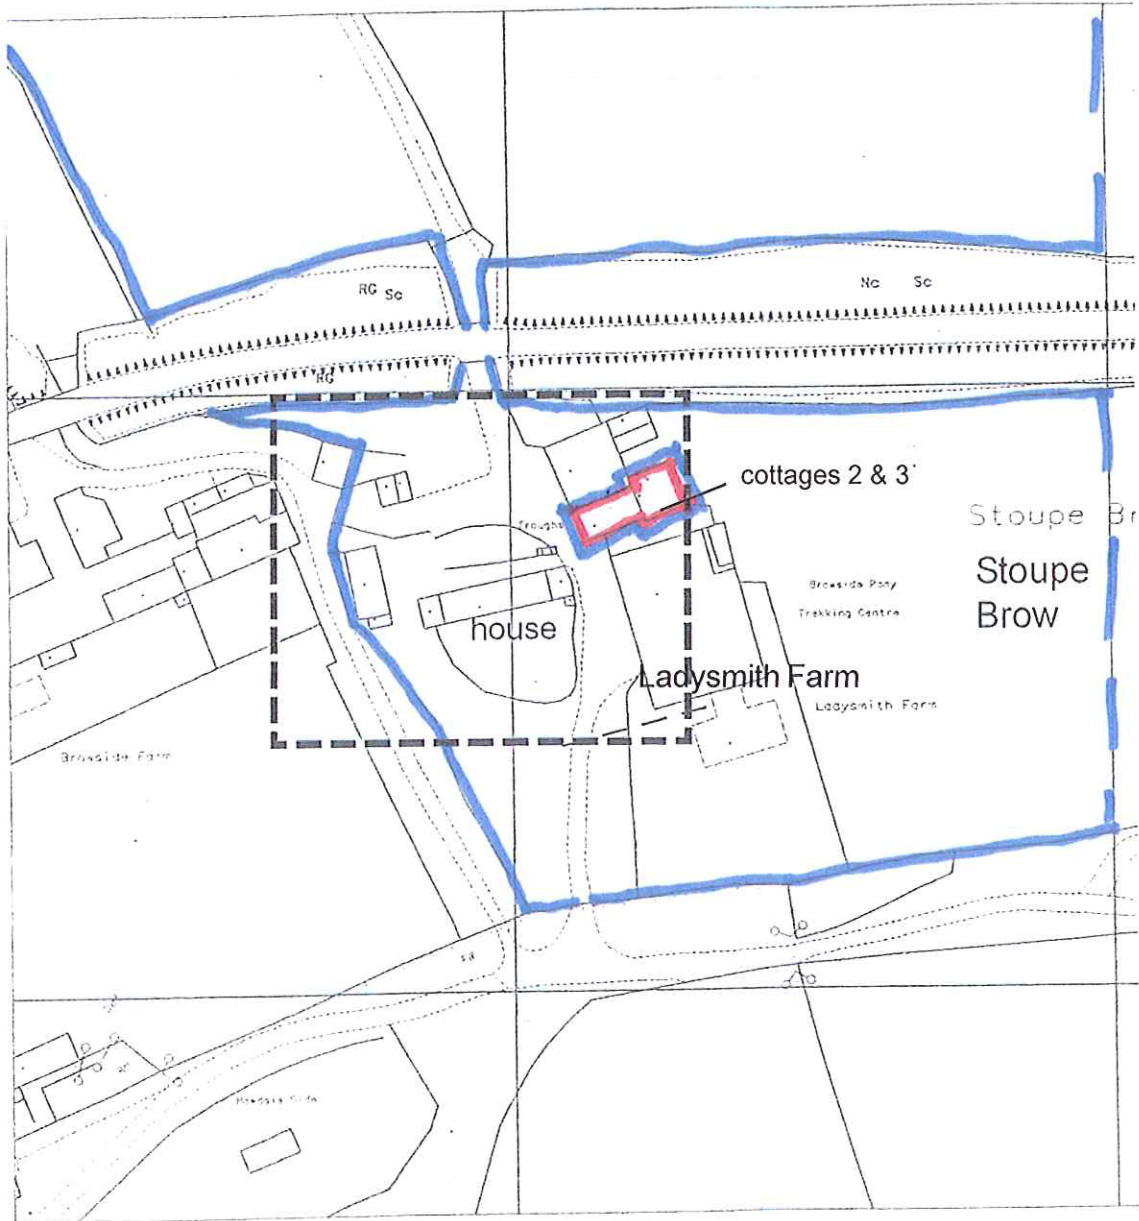 RG Sc
Nc Sc
RG
cottages 2 & 3
Troughs
Stoupe Br
Stoupe
Brow
Browside Pony
Trekking Centre
house
Ladysmith Farm
Ladysmith Farm
Browside Farm
Howdale Side